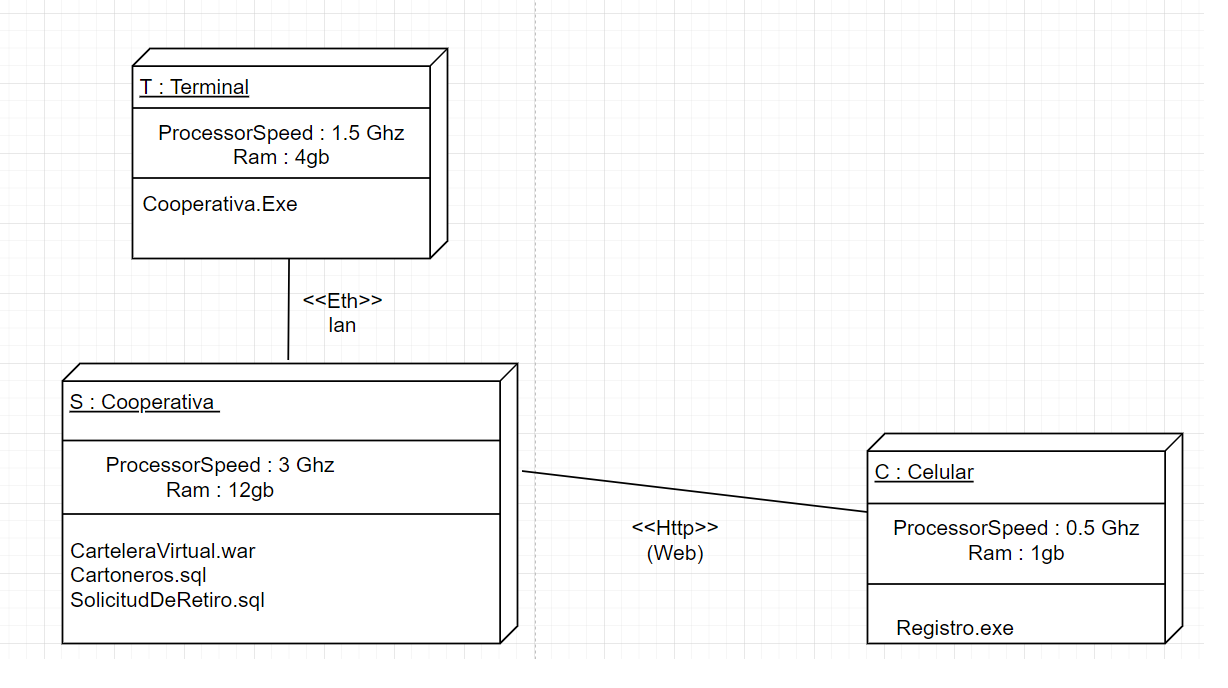 T : Terminal
ProcessorSpeed : 1.5 Ghz
Ram : 4gb
Cooperativa.Exe
<<Eth>>
lan
S : Cooperativa
ProcessorSpeed : 3 Ghz
Ram : 12gb
CarteleraVirtual.war
Cartoneros.sql
SolicitudDeRetiro.sql
<<Http>>
(Web)
C : Celular
ProcessorSpeed : 0.5 Ghz
Ram : 1gb
Registro.exe